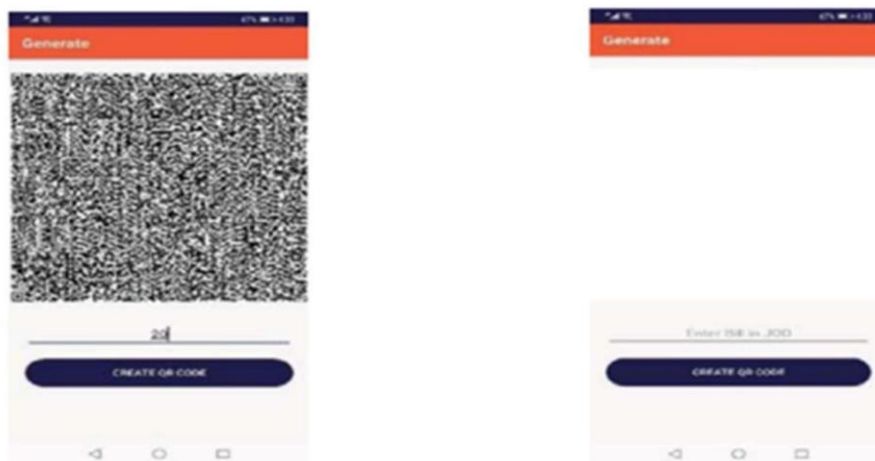 Generate
20
CREATE QR CODE
Generate
Enter Bill in JOD
CREATE QR CODE